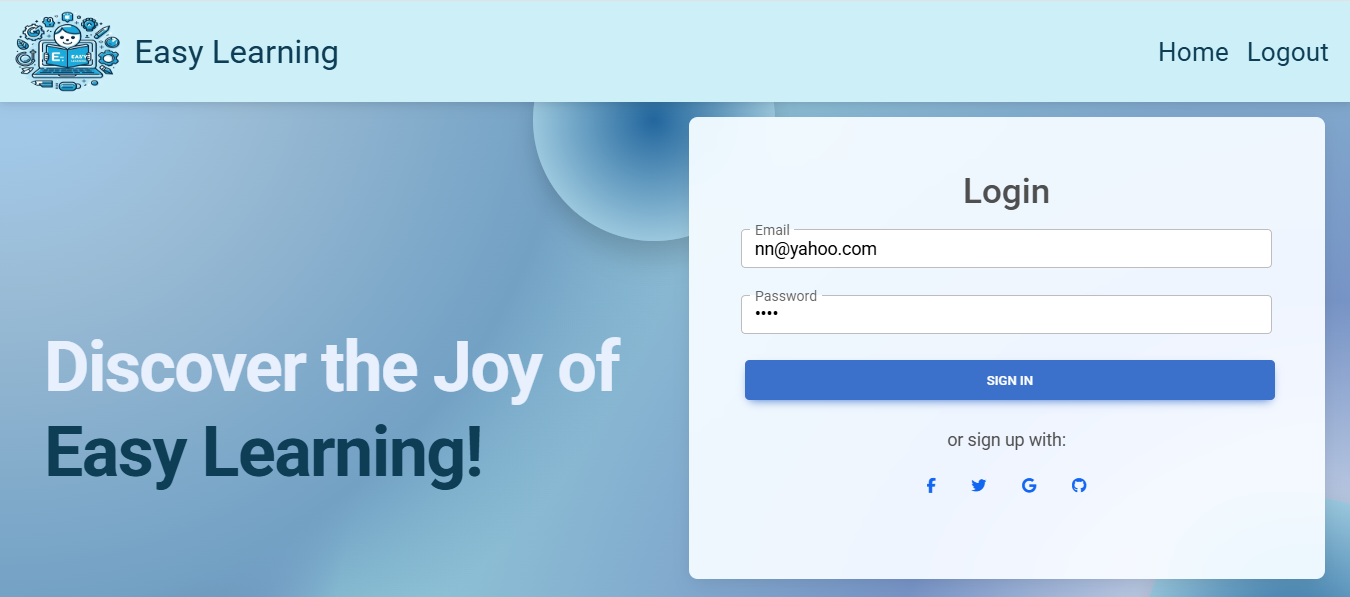 Easy Learning
Home Logout
Discover the Joy of
Easy Learning!
Login
Email
nn@yahoo.com
Password
••••
SIGN IN
or sign up with: